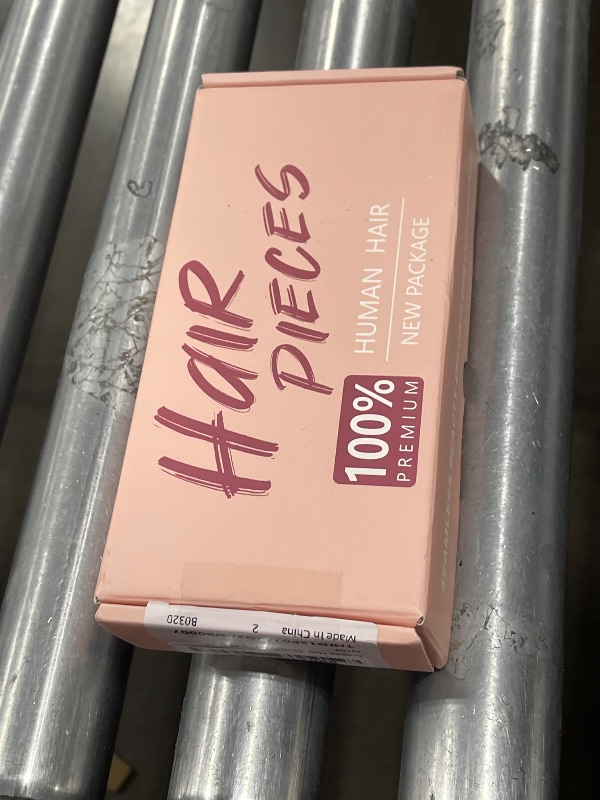 Hair
PIECES
100%
PREMIUM
HUMAN HAIR
NEW PACKAGE
Made In China
2
B0320